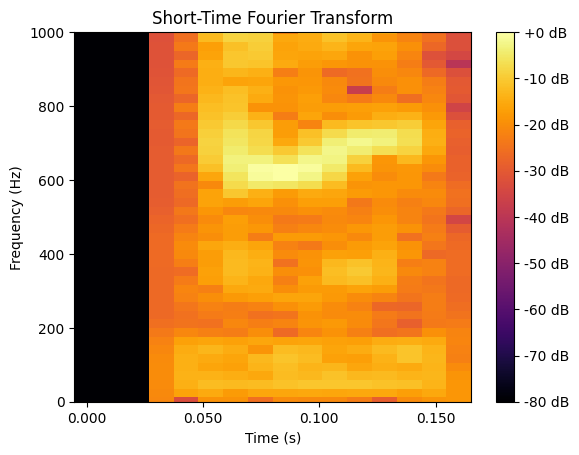 Short-Time Fourier Transform
Frequency (Hz)
1000
800
600
400
200
0
0.000
0.050
0.100
0.150
Time (s)
+0 dB
-10 dB
-20 dB
-30 dB
-40 dB
-50 dB
-60 dB
-70 dB
-80 dB